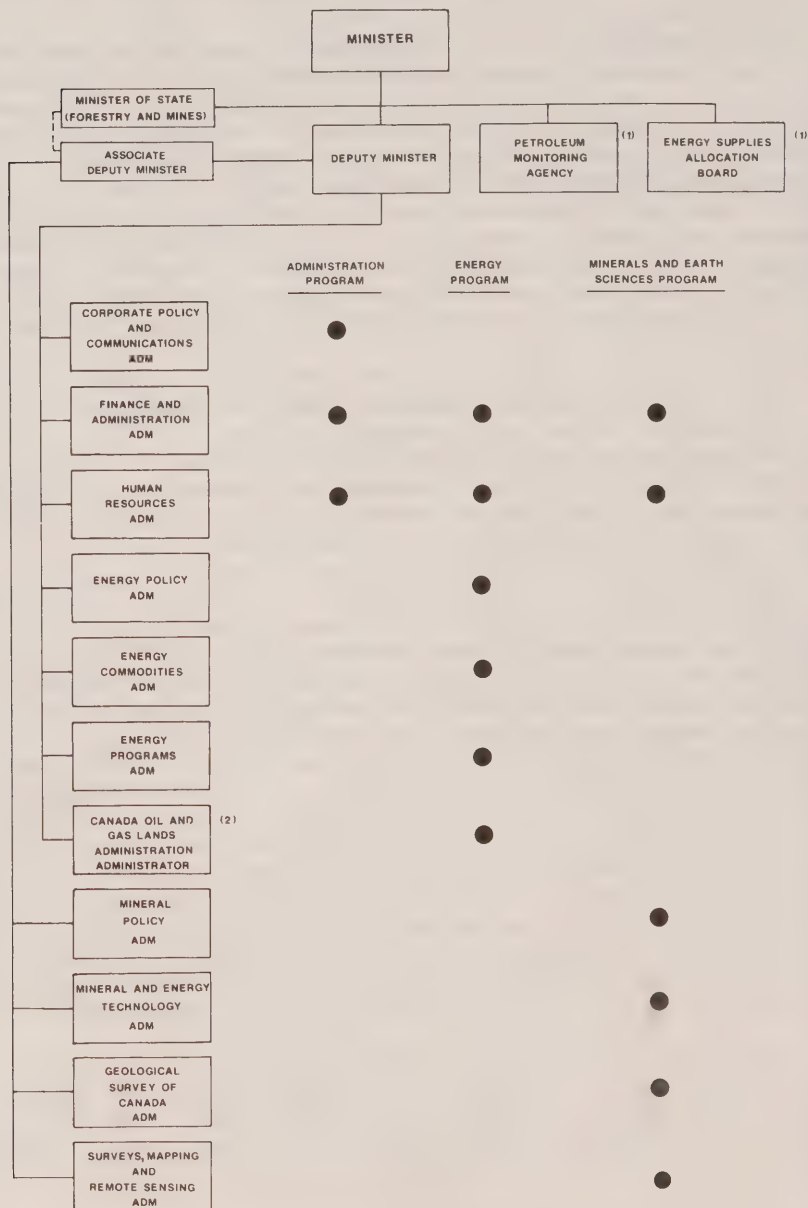 MINISTER
MINISTER OF STATE
(FORESTRY AND MINES)
ASSOCIATE
DEPUTY MINISTER
DEPUTY MINISTER
PETROLEUM
MONITORING
AGENCY
(1)
ENERGY SUPPLIES
ALLOCATION
BOARD
(1)
ADMINISTRATION
PROGRAM
ENERGY
PROGRAM
MINERALS AND EARTH
SCIENCES PROGRAM
CORPORATE POLICY
AND
COMMUNICATIONS
ADM
FINANCE AND
ADMINISTRATION
ADM
HUMAN
RESOURCES
ADM
ENERGY POLICY
ADM
ENERGY
COMMODITIES
ADM
ENERGY
PROGRAMS
ADM
CANADA OIL AND
GAS LANDS
ADMINISTRATION
ADMINISTRATOR
(2)
MINERAL
POLICY
ADM
MINERAL AND ENERGY
TECHNOLOGY
ADM
GEOLOGICAL
SURVEY OF
CANADA
ADM
SURVEYS, MAPPING
AND
REMOTE SENSING
ADM